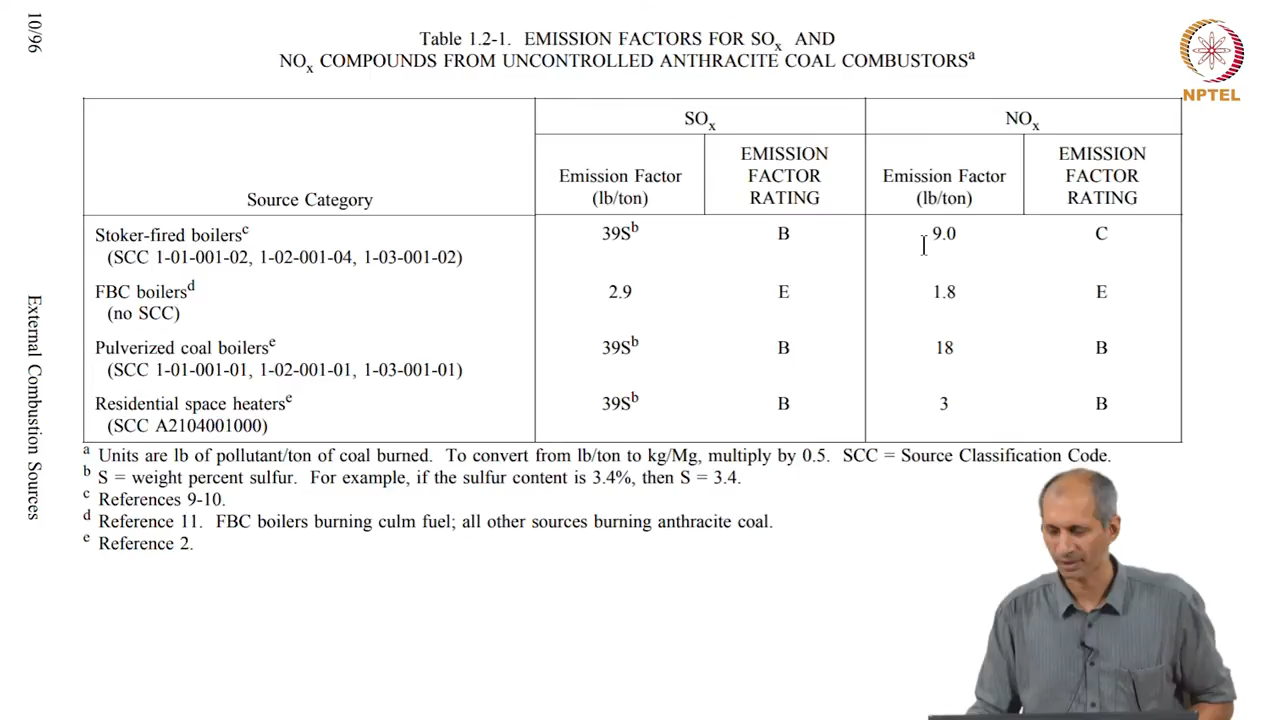 10/96
Table 1.2-1. EMISSION FACTORS FOR SOx AND
NOx COMPOUNDS FROM UNCONTROLLED ANTHRACITE COAL COMBUSTORSa
NPTEL
SOx NOx
Source Category Emission Factor (lb/ton) EMISSION FACTOR RATING Emission Factor (lb/ton) EMISSION FACTOR RATING
Stoker-fired boilersc 39Sb B 9.0 C
(SCC 1-01-001-02, 1-02-001-04, 1-03-001-02)
FBC boilersd 2.9 E 1.8 E
(no SCC)
Pulverized coal boilerse 39Sb B 18 B
(SCC 1-01-001-01, 1-02-001-01, 1-03-001-01)
Residential space heaterse 39Sb B 3 B
(SCC A2104001000)
a Units are lb of pollutant/ton of coal burned. To convert from lb/ton to kg/Mg, multiply by 0.5. SCC = Source Classification Code.
b S = weight percent sulfur. For example, if the sulfur content is 3.4%, then S = 3.4.
c References 9-10.
d Reference 11. FBC boilers burning culm fuel; all other sources burning anthracite coal.
e Reference 2.
External Combustion Sources